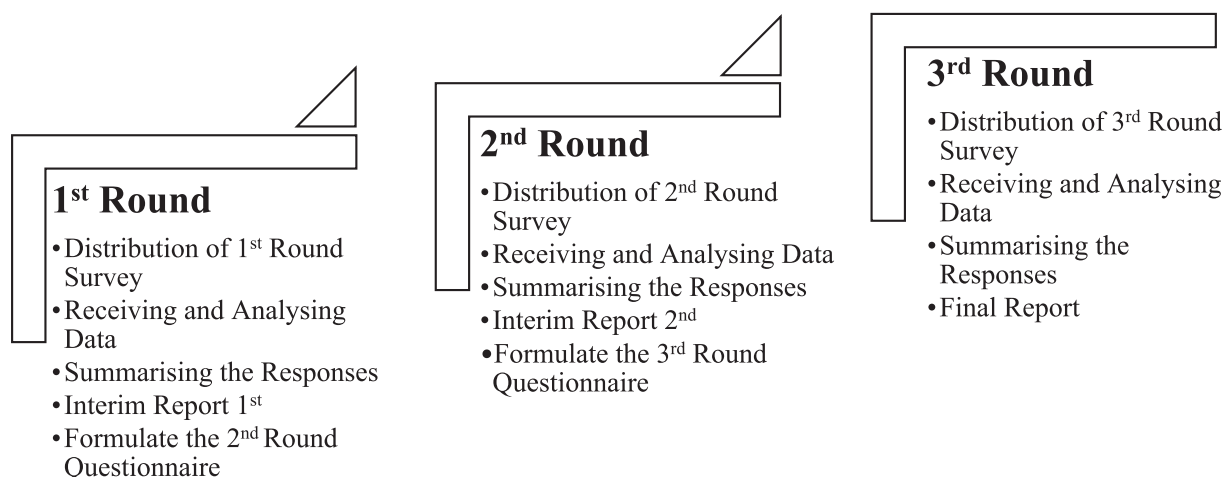 1st Round
•Distribution of 1st Round
Survey
•Receiving and Analysing
Data
•Summarising the Responses
•Interim Report 1st
•Formulate the 2nd Round
Questionnaire
2nd Round
•Distribution of 2nd Round
Survey
•Receiving and Analysing Data
•Summarising the Responses
•Interim Report 2nd
•Formulate the 3rd Round
Questionnaire
3rd Round
•Distribution of 3rd Round
Survey
•Receiving and Analysing
Data
•Summarising the
Responses
•Final Report